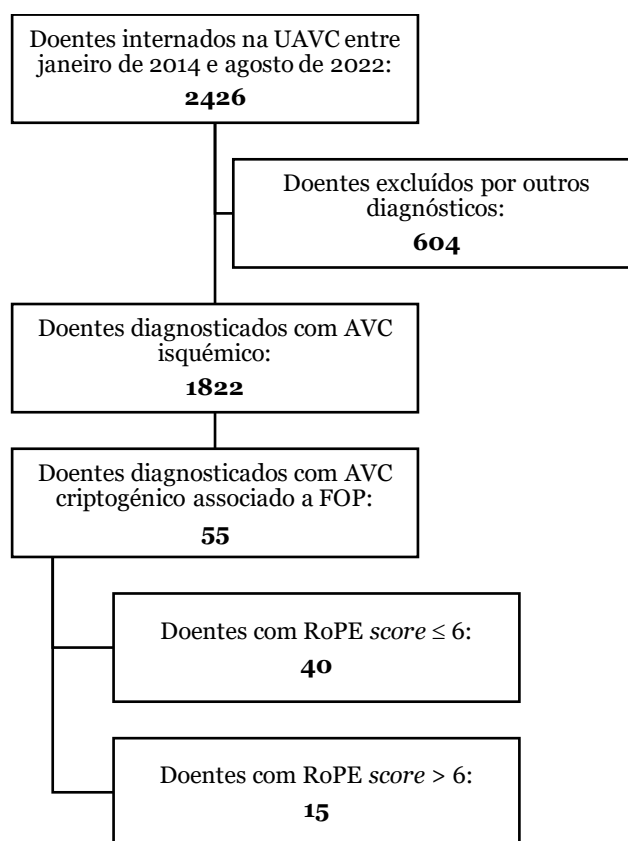 Doentes internados na UAVC entre
janeiro de 2014 e agosto de 2022:
2426
Doentes excluídos por outros
diagnósticos:
604
Doentes diagnosticados com AVC
isquémico:
1822
Doentes diagnosticados com AVC
criptogénico associado a FOP:
55
Doentes com RoPE score ≤ 6:
40
Doentes com RoPE score > 6:
15